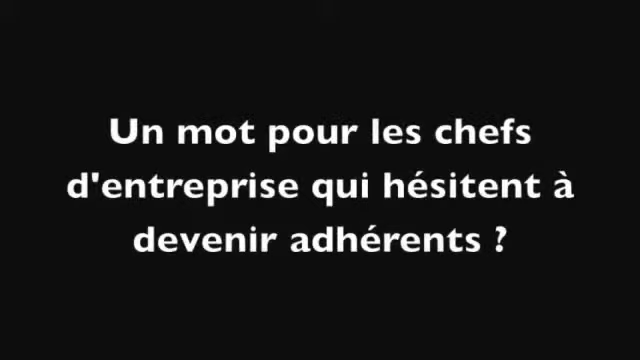 Un mot pour les chefs
d'entreprise qui hésitent à
devenir adhérents ?